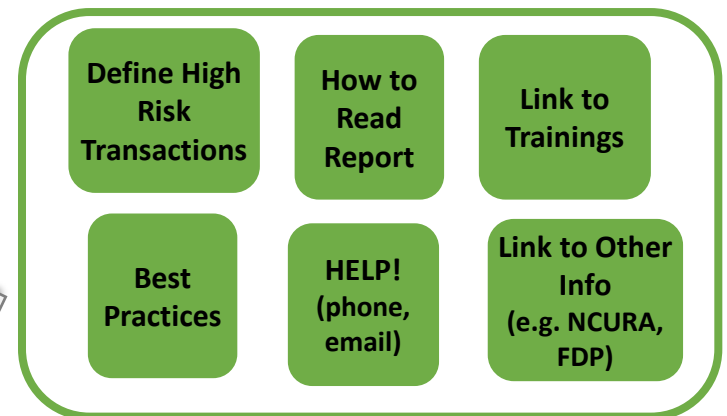 Define High
Risk
Transactions
How to
Read
Report
Link to
Trainings
Best
Practices
HELP!
(phone,
email)
Link to Other
Info
(e.g. NCURA,
FDP)